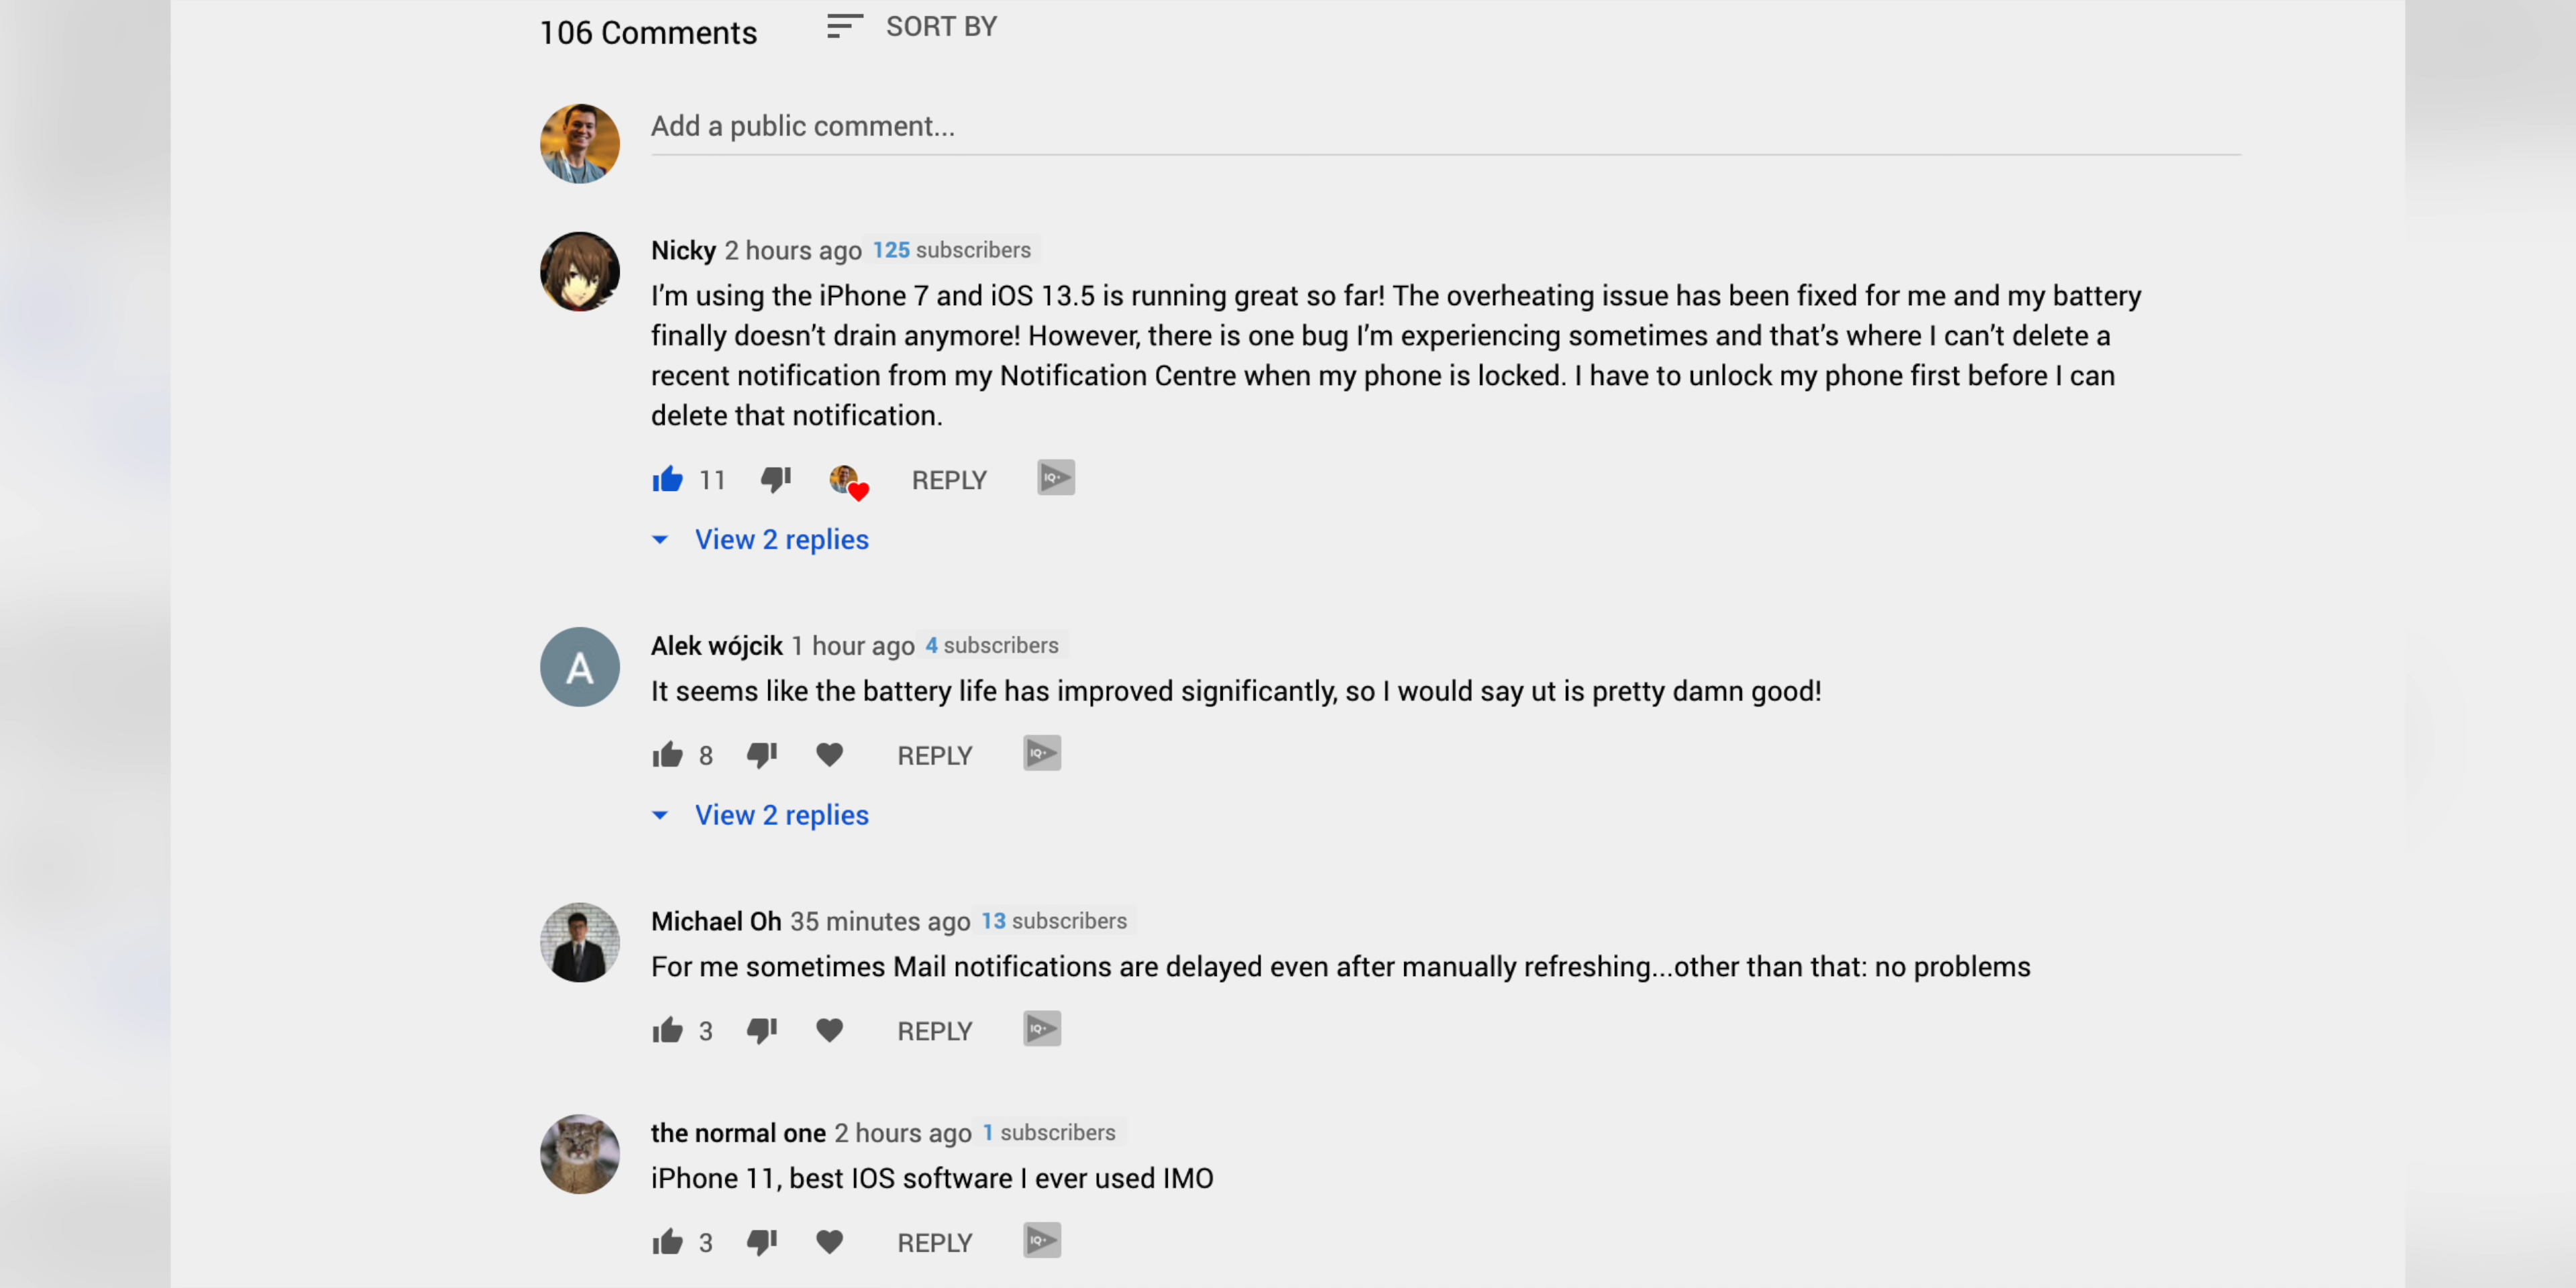 106 Comments SORT BY
Add a public comment...
Nicky 2 hours ago 125 subscribers
I’m using the iPhone 7 and iOS 13.5 is running great so far! The overheating issue has been fixed for me and my battery
finally doesn’t drain anymore! However, there is one bug I’m experiencing sometimes and that’s where I can’t delete a
recent notification from my Notification Centre when my phone is locked. I have to unlock my phone first before I can
delete that notification.
11 REPLY IQ+
View 2 replies
A
Alek wójcik 1 hour ago 4 subscribers
It seems like the battery life has improved significantly, so I would say ut is pretty damn good!
8 REPLY IQ+
View 2 replies
Michael Oh 35 minutes ago 13 subscribers
For me sometimes Mail notifications are delayed even after manually refreshing...other than that: no problems
3 REPLY IQ+
the normal one 2 hours ago 1 subscribers
iPhone 11, best IOS software I ever used IMO
3 REPLY IQ+